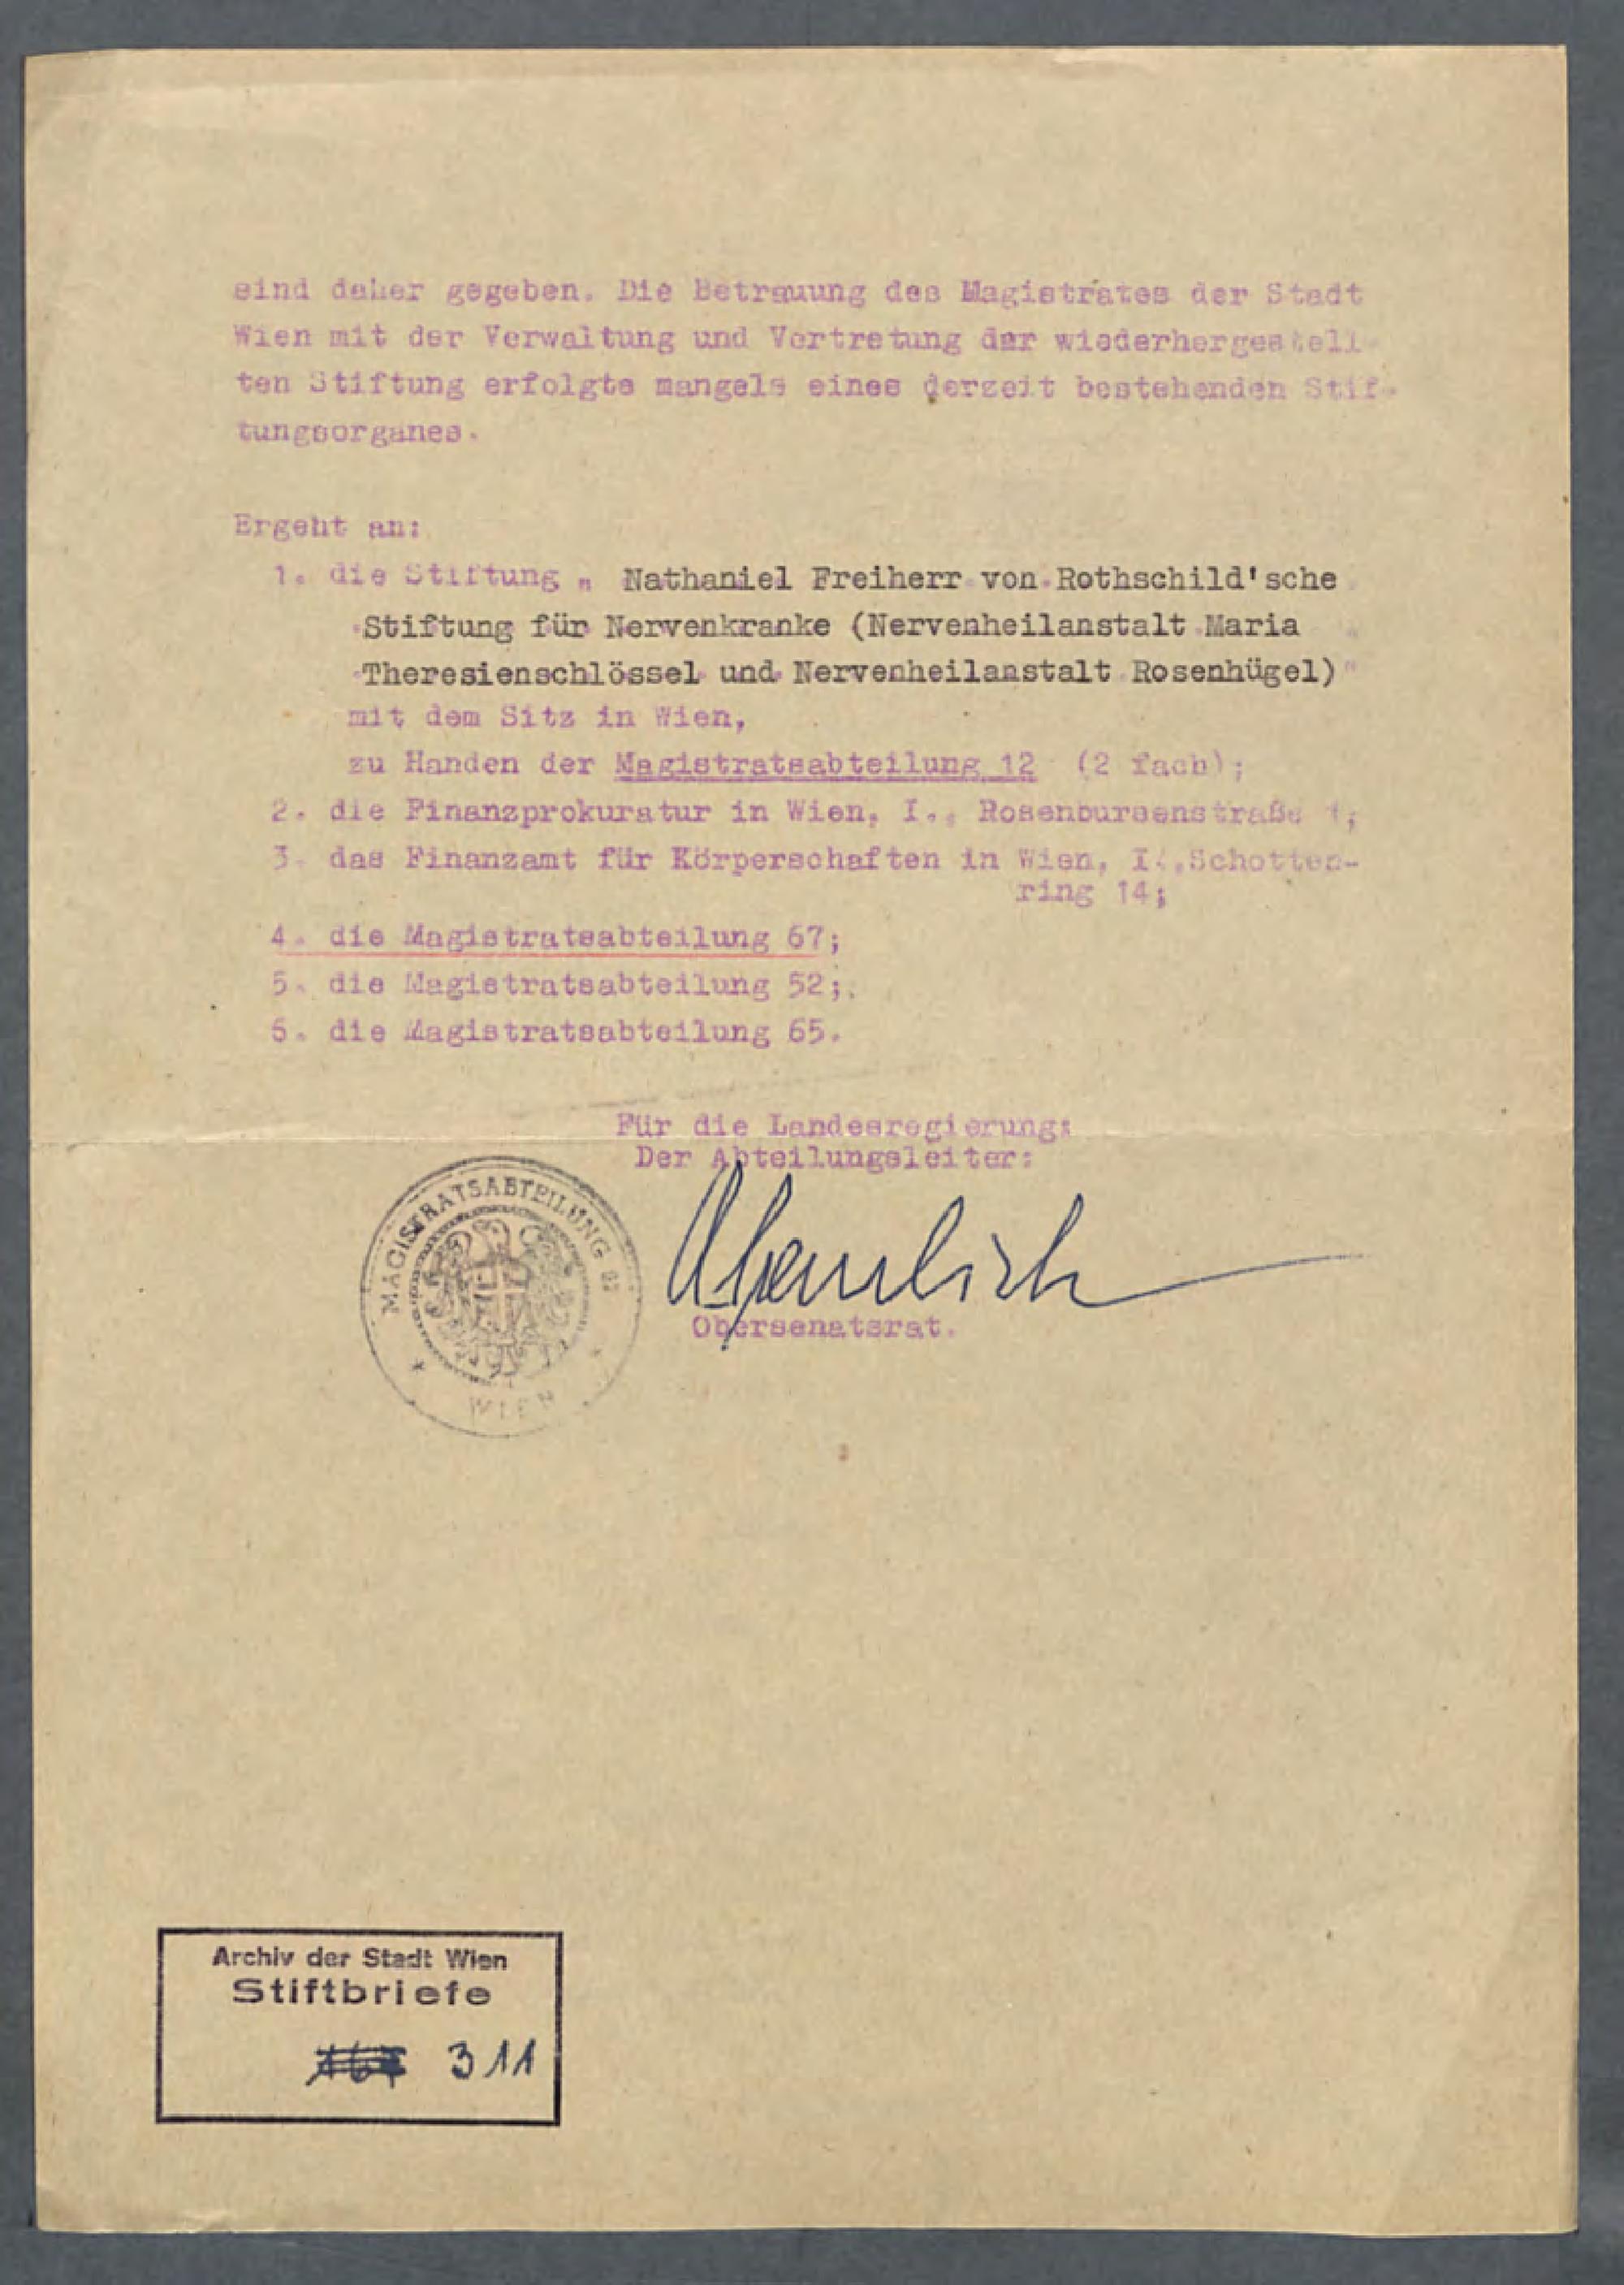 sind daher gegeben. Die Betrauung des Magistrates der Stadt
Wien mit der Verwaltung und Vertretung der wiederhergestell-
ten Stiftung erfolgte mangels eines derzeit bestehenden Stif-
tungsorganes.
Ergeht an:
1. die Stiftung „ Nathaniel Freiherr von Rothschild'sche
Stiftung für Nervenkranke (Nervenheilanstalt Maria
Theresienschlössel und Nervenheilanstalt Rosenhügel)"
mit dem Sitz in Wien,
zu Handen der Magistratsabteilung 12 (2 fach);
2. die Finanzprokuratur in Wien, I., Rosenbursenstraße 1;
3. das Finanzamt für Körperschaften in Wien, I.,Schotten-
ring 14;
4. die Magistratsabteilung 67;
5. die Magistratsabteilung 52;
6. die Magistratsabteilung 65.
Für die Landesregierung:
Der Abteilungsleiter:
MAGISTRATSABTEILUNG
WIEN
Obersenatsrat.
Archiv der Stadt Wien
Stiftbriefe
311